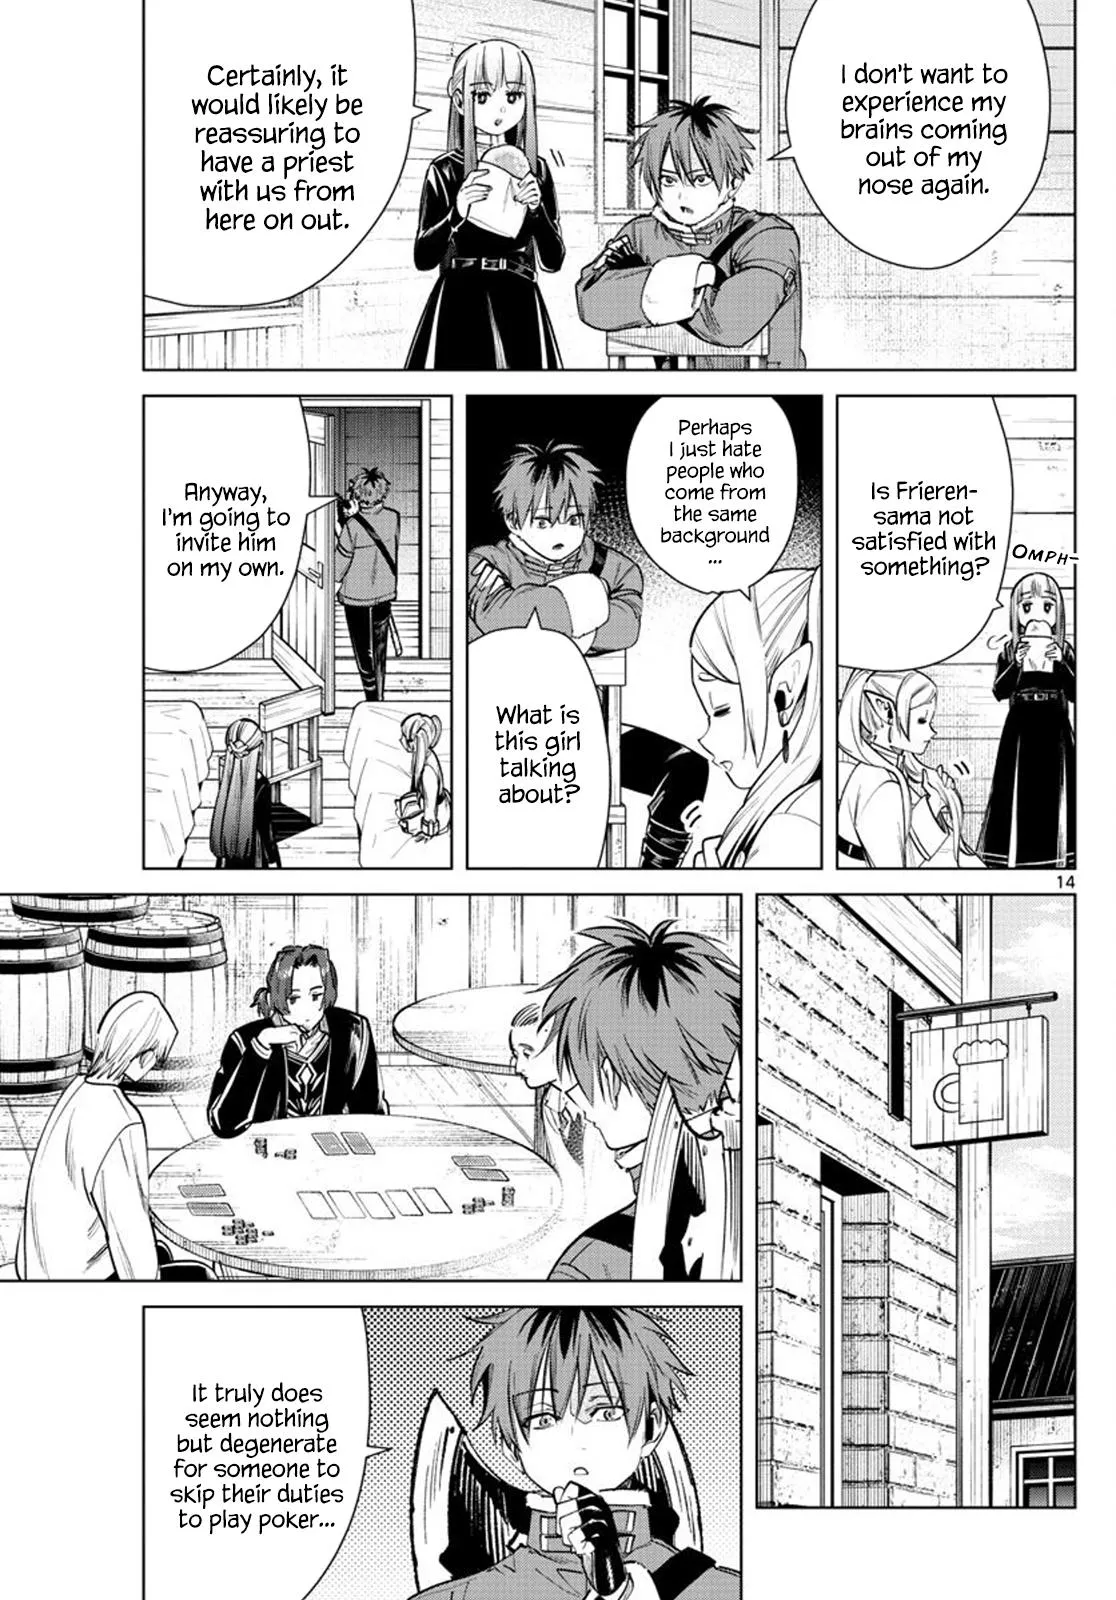 I don't want to
experience my
brains coming
out of my
nose again.
Certainly, it
would likely be
reassuring to
have a priest
with us from
here on out.
Is Frieren-
sama not
satisfied with
something?
OMPH~
Perhaps
I just hate
people who
come from
the same
background
...
What is
this girl
talking
about?
Anyway,
I'm going to
invite him
on my own.
14
It truly does
seem nothing
but degenerate
for someone to
skip their duties
to play poker...